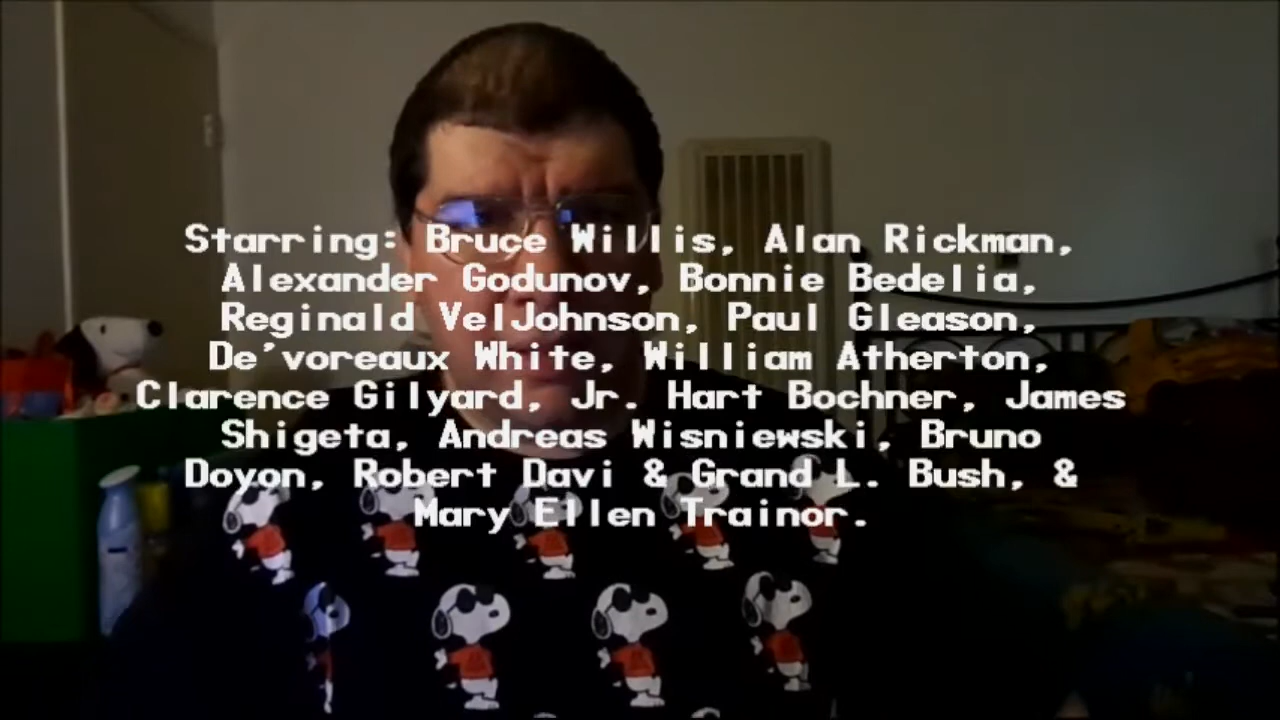 Starring: Bruce Willis, Alan Rickman,
Alexander Godunov, Bonnie Bedelia,
Reginald VelJohnson, Paul Gleason,
De'voreaux White, William Atherton,
Clarence Gilyard, Jr. Hart Bochner, James
Shigeta, Andreas Wisniewski, Bruno
Doyon, Robert Davi & Grand L. Bush, &
Mary Ellen Trainor.